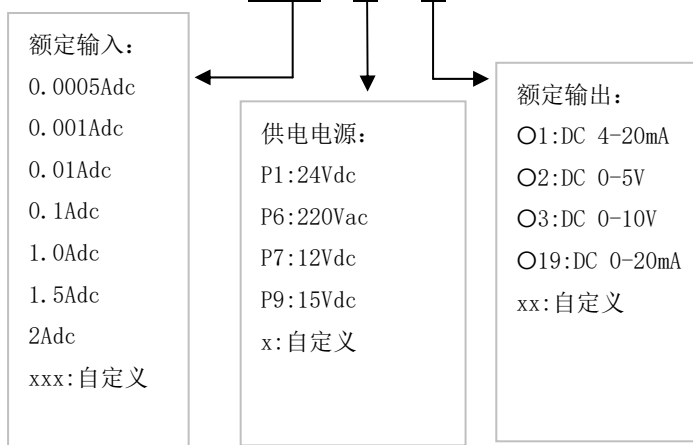 额定输入:
0.0005Adc
0.001Adc
0.01Adc
0.1Adc
1.0Adc
1.5Adc
2Adc
xxx:自定义
供电电源:
P1:24Vdc
P6:220Vac
P7:12Vdc
P9:15Vdc
x:自定义
额定输出:
O1:DC 4-20mA
O2:DC 0-5V
O3:DC 0-10V
O19:DC 0-20mA
xx:自定义